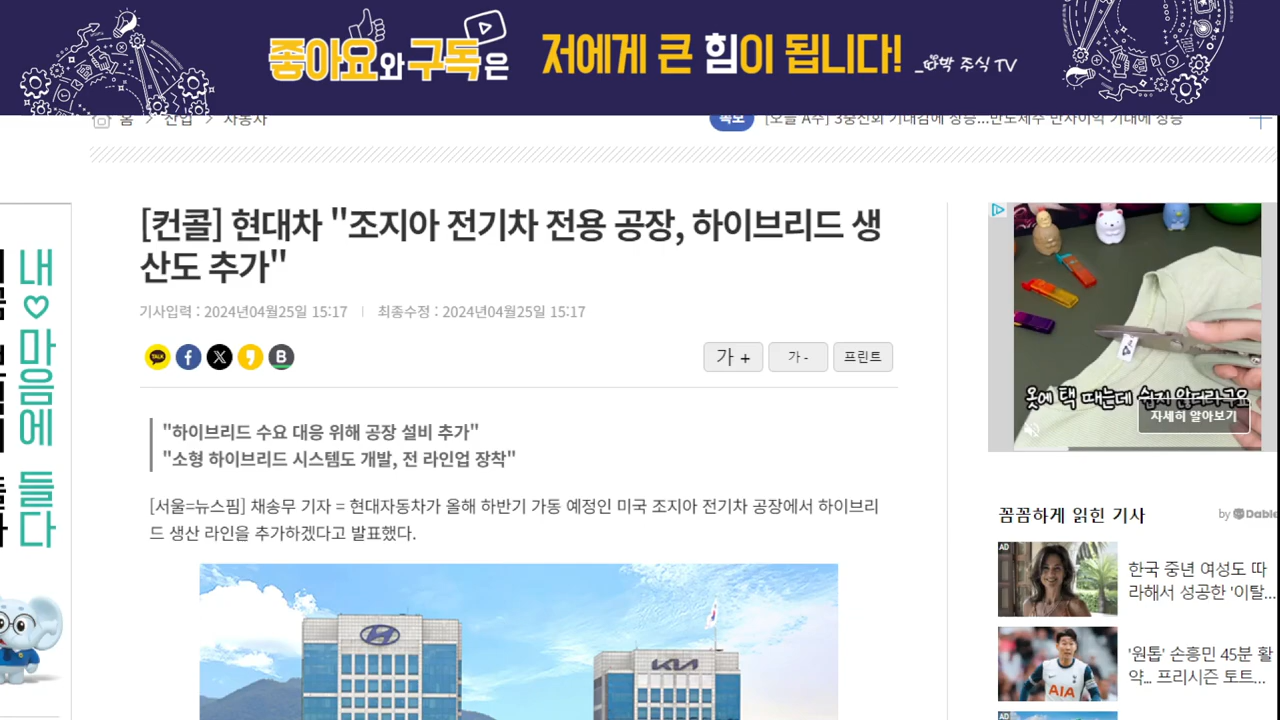 좋아요와 구독은 저에게 큰 힘이 됩니다!
주식 TV
홈 > 산업 > 자동차
속보 [오늘 A주] 3중전회 기대감에 상승...반도체주 반사이익 기대에 상승
[컨콜] 현대차 "조지아 전기차 전용 공장, 하이브리드 생
산도 추가"
기사입력 : 2024년04월25일 15:17 | 최종수정 : 2024년04월25일 15:17
TALK
가 + 가 - 프린트
"하이브리드 수요 대응 위해 공장 설비 추가"
"소형 하이브리드 시스템도 개발, 전 라인업 장착"
[서울=뉴스핌] 채송무 기자 = 현대자동차가 올해 하반기 가동 예정인 미국 조지아 전기차 공장에서 하이브리
드 생산 라인을 추가하겠다고 발표했다.
KIA
내♡마음에 들다
옷에 택 때는데 쉽지 않더라구요
자세히 알아보기
꼼꼼하게 읽힌 기사
by Dable
AD
한국 중년 여성도 따
라해서 성공한 '이탈...
'원톱' 손흥민 45분 활
약... 프리시즌 토트...
AIA
AD